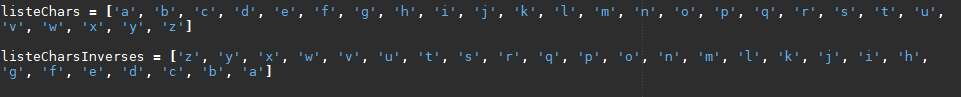 listeChars = ['a', 'b', 'c', 'd', 'e', 'f', 'g', 'h', 'i', 'j', 'k', 'l', 'm', 'n', 'o', 'p', 'q', 'r', 's', 't', 'u',
'v', 'w', 'x', 'y', 'z']
listeCharsInverses = ['z', 'y', 'x', 'w', 'v', 'u', 't', 's', 'r', 'q', 'p', 'o', 'n', 'm', 'l', 'k', 'j', 'i', 'h',
'g', 'f', 'e', 'd', 'c', 'b', 'a']